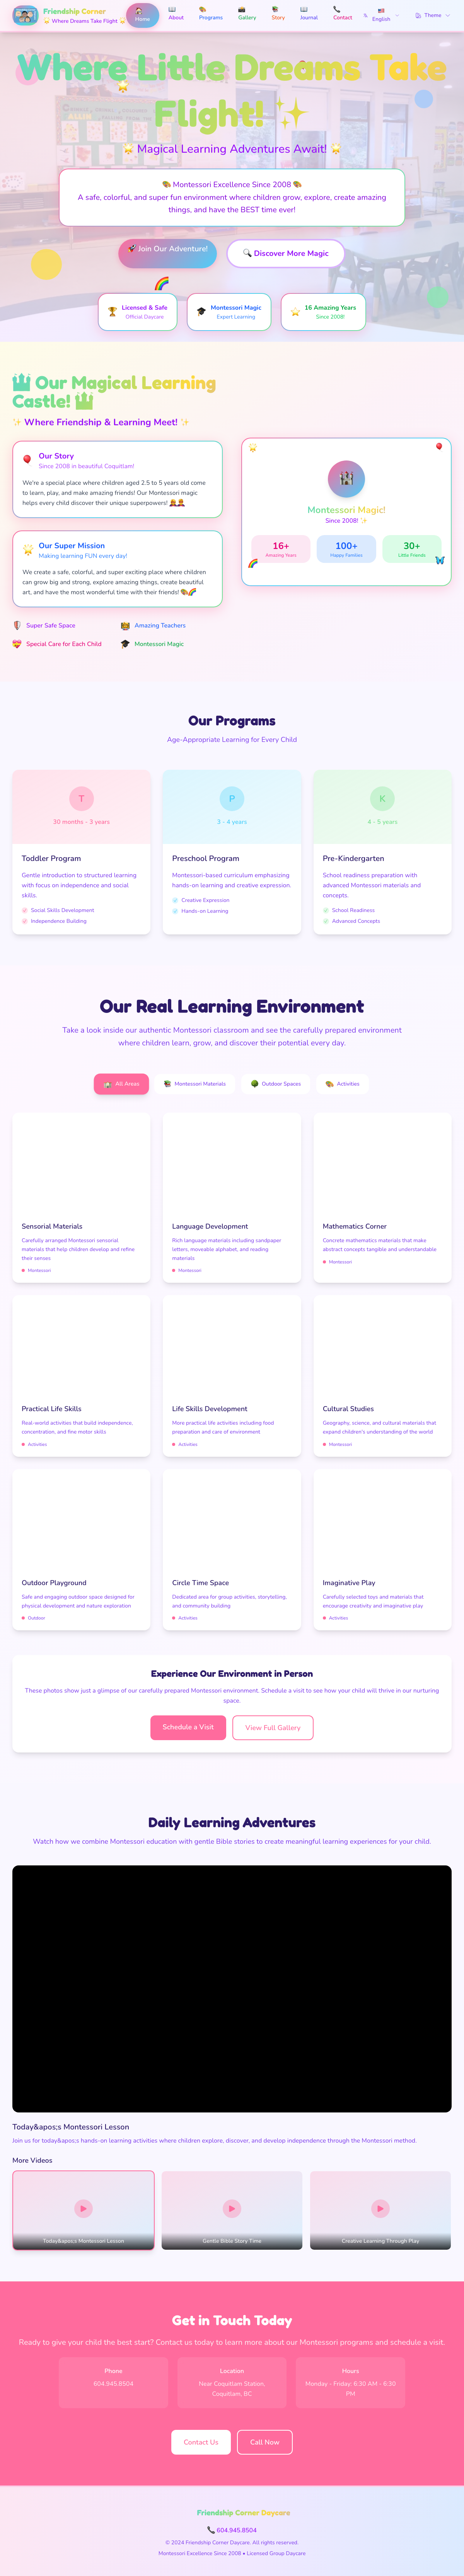 Friendship Corner
🌟 Where Dreams Take Flight 🌟
🏠 Home
📖 About
🎨 Programs
📸 Gallery
📚 Story
📖 Journal
📞 Contact
English
Theme
Where Little Dreams Take
Flight! ✨
🌟 Magical Learning Adventures Await! 🌟
🎨 Montessori Excellence Since 2008 🎨
A safe, colorful, and super fun environment where children grow, explore, create amazing
things, and have the BEST time ever!
🚀 Join Our Adventure!
🔍 Discover More Magic
Licensed & Safe
Official Daycare
Montessori Magic
Expert Learning
16 Amazing Years
Since 2008!
🏰 Our Magical Learning
Castle! 🏰
✨ Where Friendship & Learning Meet! ✨
Our Story
Since 2008 in beautiful Coquitlam!
We're a special place where children aged 2.5 to 5 years old come
to learn, play, and make amazing friends! Our Montessori magic
helps every child discover their unique superpowers!
Our Super Mission
Making learning FUN every day!
We create a safe, colorful, and super exciting place where children
can grow big and strong, explore amazing things, create beautiful
art, and have the most wonderful time with their friends! 🎨🌈
Super Safe Space
Amazing Teachers
Special Care for Each Child
Montessori Magic
Montessori Magic!
Since 2008! ✨
16+
Amazing Years
100+
Happy Families
30+
Little Friends
Our Programs
Age-Appropriate Learning for Every Child
T
30 months - 3 years
Toddler Program
Gentle introduction to structured learning
with focus on independence and social
skills.
Social Skills Development
Independence Building
P
3 - 4 years
Preschool Program
Montessori-based curriculum emphasizing
hands-on learning and creative expression.
Creative Expression
Hands-on Learning
K
4 - 5 years
Pre-Kindergarten
School readiness preparation with
advanced Montessori materials and
concepts.
School Readiness
Advanced Concepts
Our Real Learning Environment
Take a look inside our authentic Montessori classroom and see the carefully prepared environment
where children learn, grow, and discover their potential every day.
All Areas
Montessori Materials
Outdoor Spaces
Activities
Sensorial Materials
Carefully arranged Montessori sensorial
materials that help children develop and refine
their senses
Montessori
Language Development
Rich language materials including sandpaper
letters, moveable alphabet, and reading
materials
Montessori
Mathematics Corner
Concrete mathematics materials that make
abstract concepts tangible and understandable
Montessori
Practical Life Skills
Real-world activities that build independence,
concentration, and fine motor skills
Activities
Life Skills Development
More practical life activities including food
preparation and care of environment
Activities
Cultural Studies
Geography, science, and cultural materials that
expand children's understanding of the world
Montessori
Outdoor Playground
Safe and engaging outdoor space designed for
physical development and nature exploration
Outdoor
Circle Time Space
Dedicated area for group activities, storytelling,
and community building
Activities
Imaginative Play
Carefully selected toys and materials that
encourage creativity and imaginative play
Activities
Experience Our Environment in Person
These photos show just a glimpse of our carefully prepared Montessori environment. Schedule a visit to see how your child will thrive in our nurturing
space.
Schedule a Visit
View Full Gallery
Daily Learning Adventures
Watch how we combine Montessori education with gentle Bible stories to create meaningful learning experiences for your child.
Today&apos;s Montessori Lesson
Join us for today&apos;s hands-on learning activities where children explore, discover, and develop independence through the Montessori method.
More Videos
Today&apos;s Montessori Lesson
Gentle Bible Story Time
Creative Learning Through Play
Get in Touch Today
Ready to give your child the best start? Contact us today to learn more about our Montessori programs and schedule a visit.
Phone
604.945.8504
Location
Near Coquitlam Station,
Coquitlam, BC
Hours
Monday - Friday: 6:30 AM - 6:30
PM
Contact Us
Call Now
Friendship Corner Daycare
📞 604.945.8504
© 2024 Friendship Corner Daycare. All rights reserved.
Montessori Excellence Since 2008 • Licensed Group Daycare